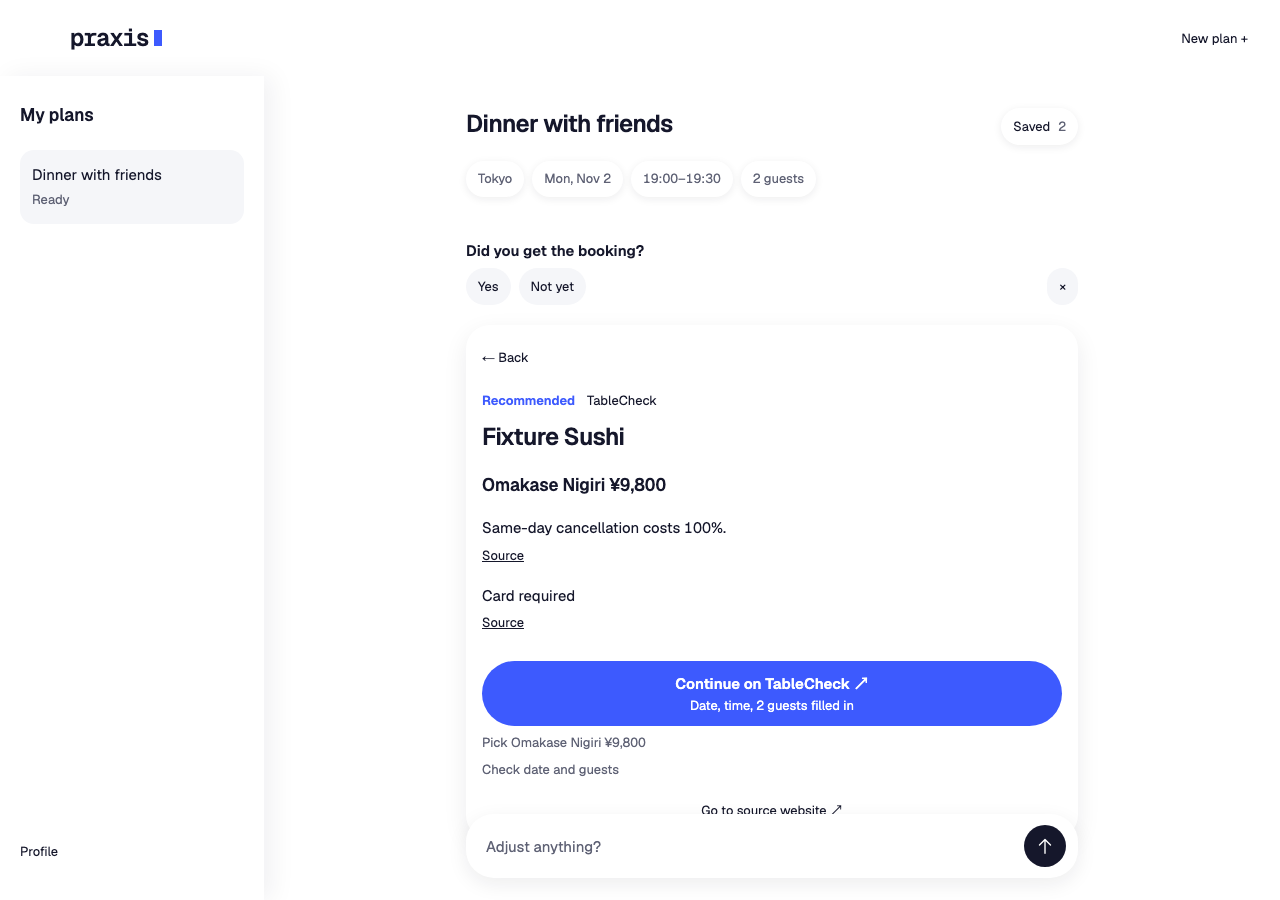 praxis
New plan +
My plans
Dinner with friends
Ready
Profile
Dinner with friends
Saved 2
Tokyo
Mon, Nov 2
19:00–19:30
2 guests
Did you get the booking?
Yes
Not yet
×
← Back
Recommended TableCheck
Fixture Sushi
Omakase Nigiri ¥9,800
Same-day cancellation costs 100%.
Source
Card required
Source
Continue on TableCheck ↗
Date, time, 2 guests filled in
Pick Omakase Nigiri ¥9,800
Check date and guests
Go to source website ↗
Adjust anything?